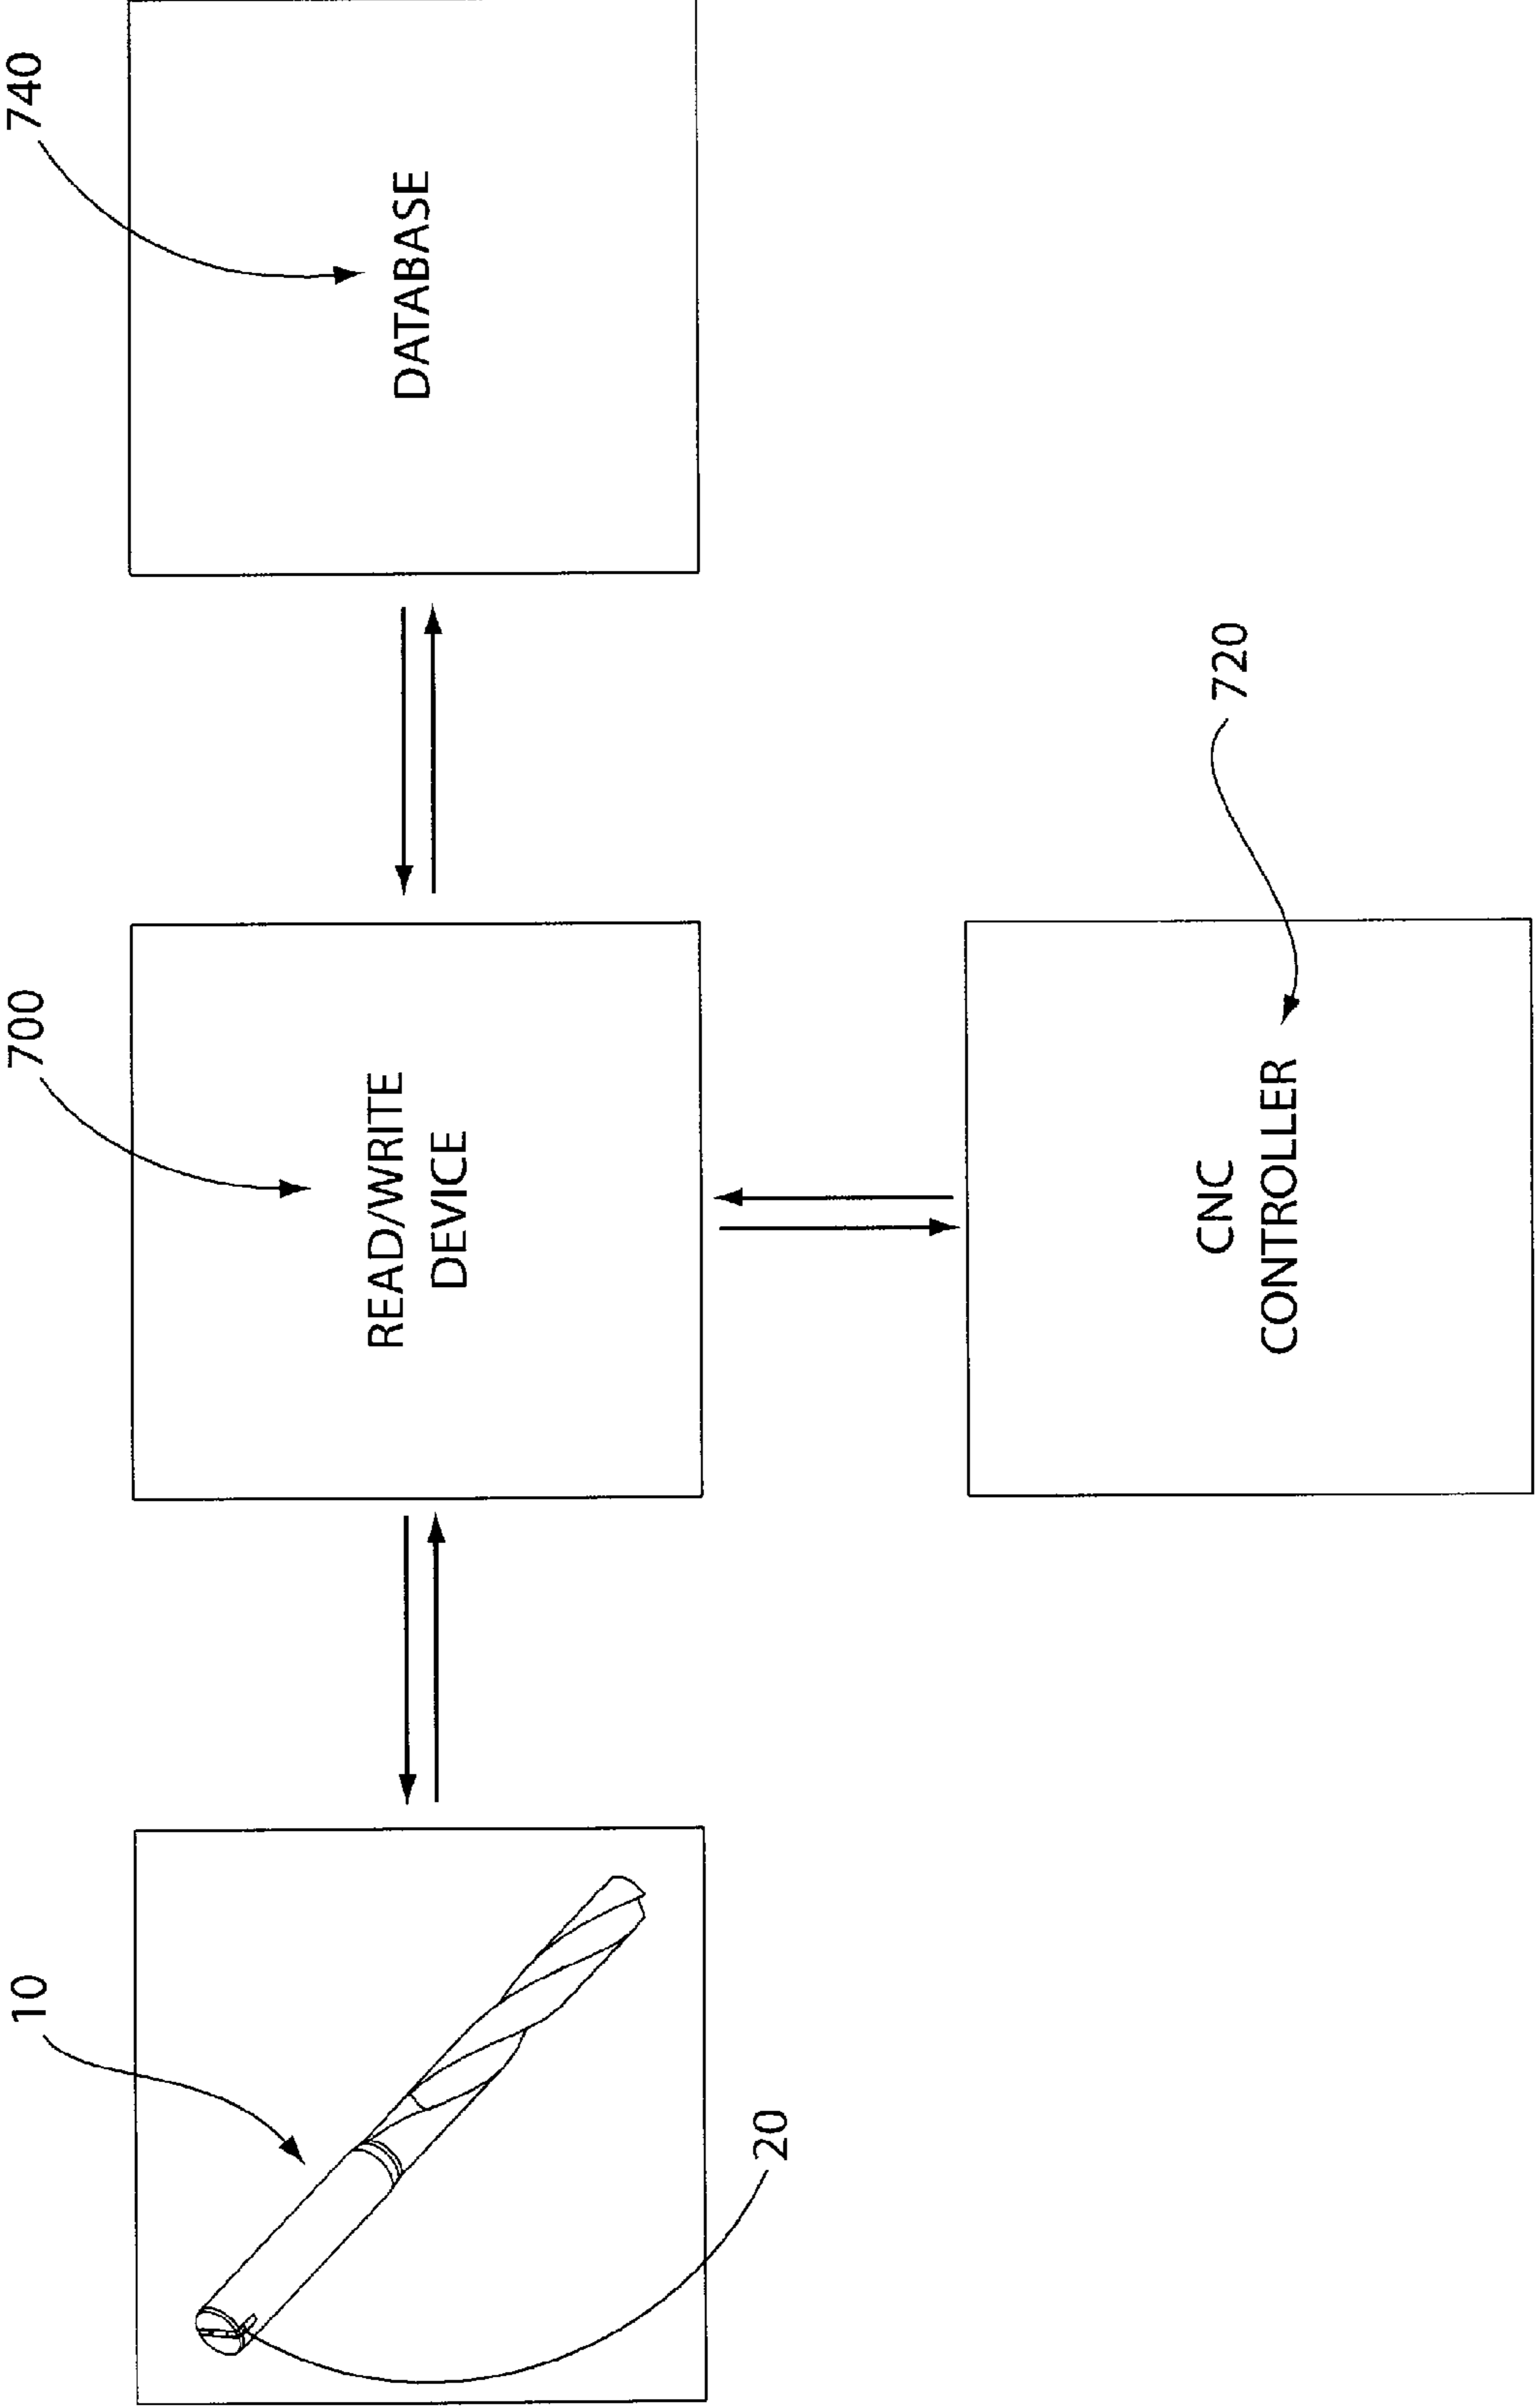 10
700
740
READ/WRITE
DEVICE
DATABASE
20
CNC
CONTROLLER
720